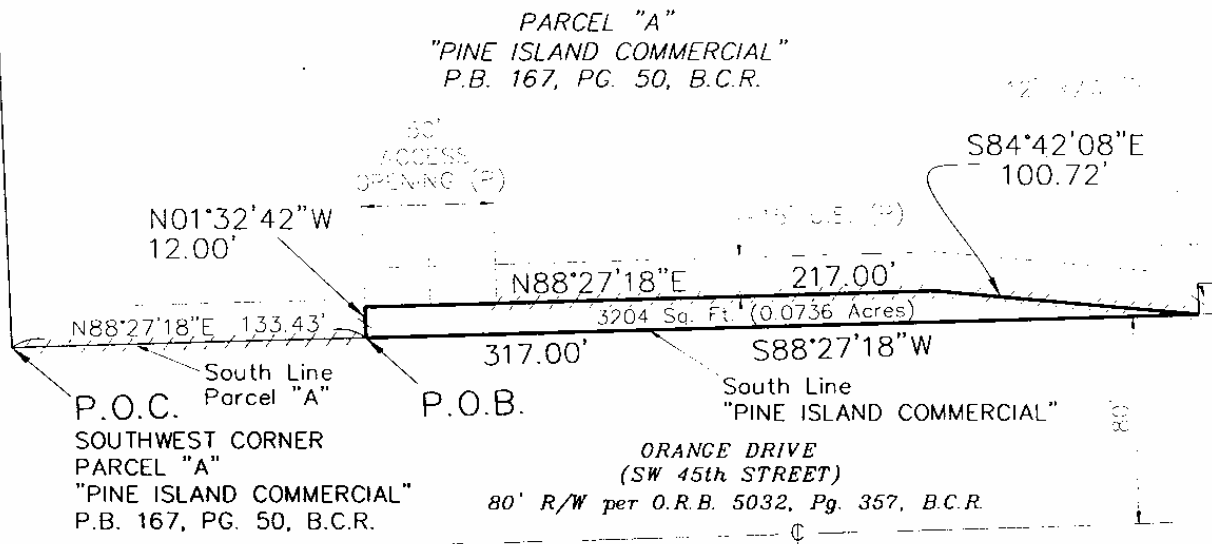 PARCEL "A"
"PINE ISLAND COMMERCIAL"
P.B. 167, PG. 50, B.C.R.
ACCESS
OPENING (P)
S84°42'08"E
100.72'
N01°32'42"W
12.00'
15' U.E. (P)
N88°27'18"E 217.00'
3204 Sq. Ft. (0.0736 Acres)
N88°27'18"E 133.43'
317.00' S88°27'18"W
South Line
Parcel "A"
South Line
"PINE ISLAND COMMERCIAL"
P.O.C.
P.O.B.
SOUTHWEST CORNER
PARCEL "A"
"PINE ISLAND COMMERCIAL"
P.B. 167, PG. 50, B.C.R.
ORANGE DRIVE
(SW 45th STREET)
80' R/W per O.R.B. 5032, Pg. 357, B.C.R.